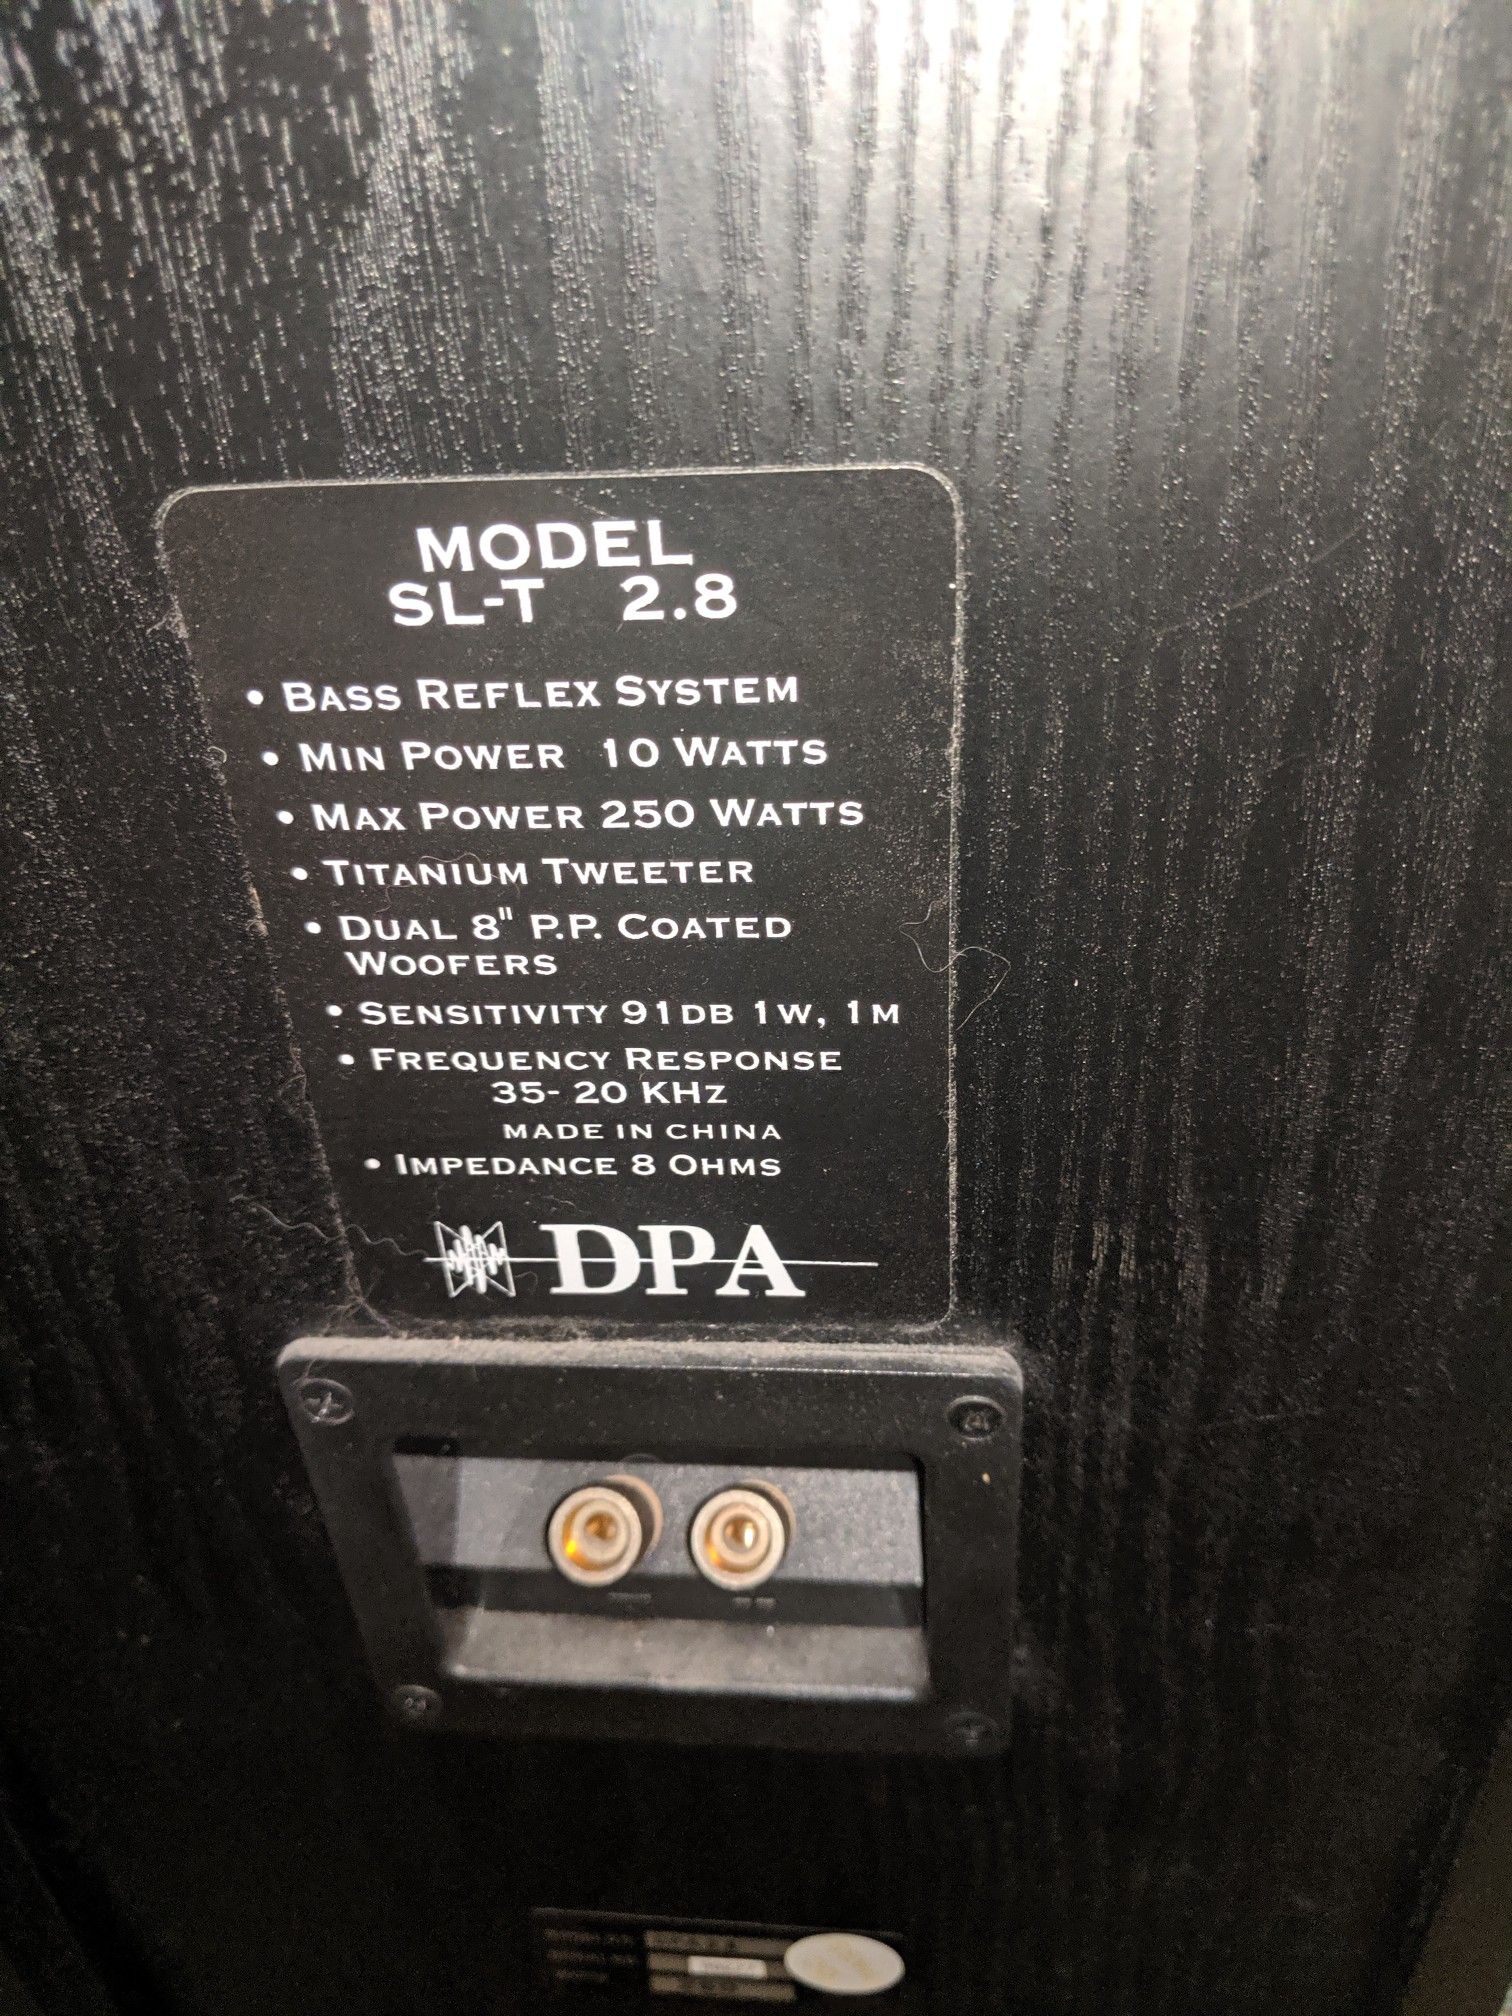 MODEL
SL-T 2.8
• BASS REFLEX SYSTEM
• MIN POWER 10 WATTS
• MAX POWER 250 WATTS
• TITANIUM TWEETER
• DUAL 8" P.P. COATED
WOOFERS
• SENSITIVITY 91DB 1W, 1M
• FREQUENCY RESPONSE
35- 20 KHz
MADE IN CHINA
• IMPEDANCE 8 OHMS
DPA